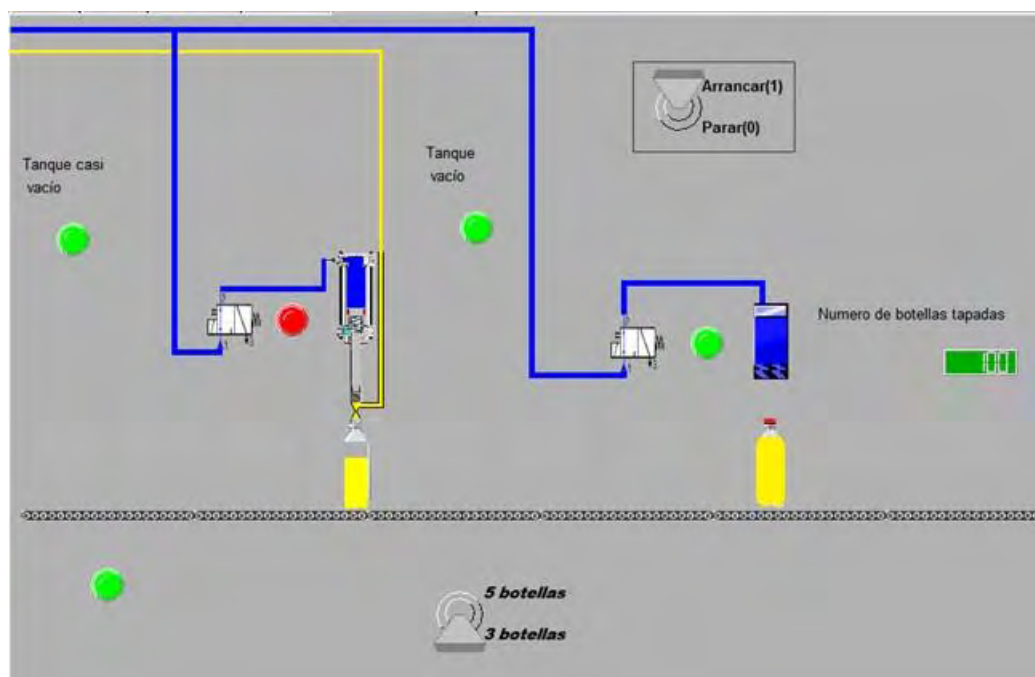 Arrancar(1)
Parar(0)
Tanque casi
vacío
Tanque
vacío
Numero de botellas tapadas
5 botellas
3 botellas